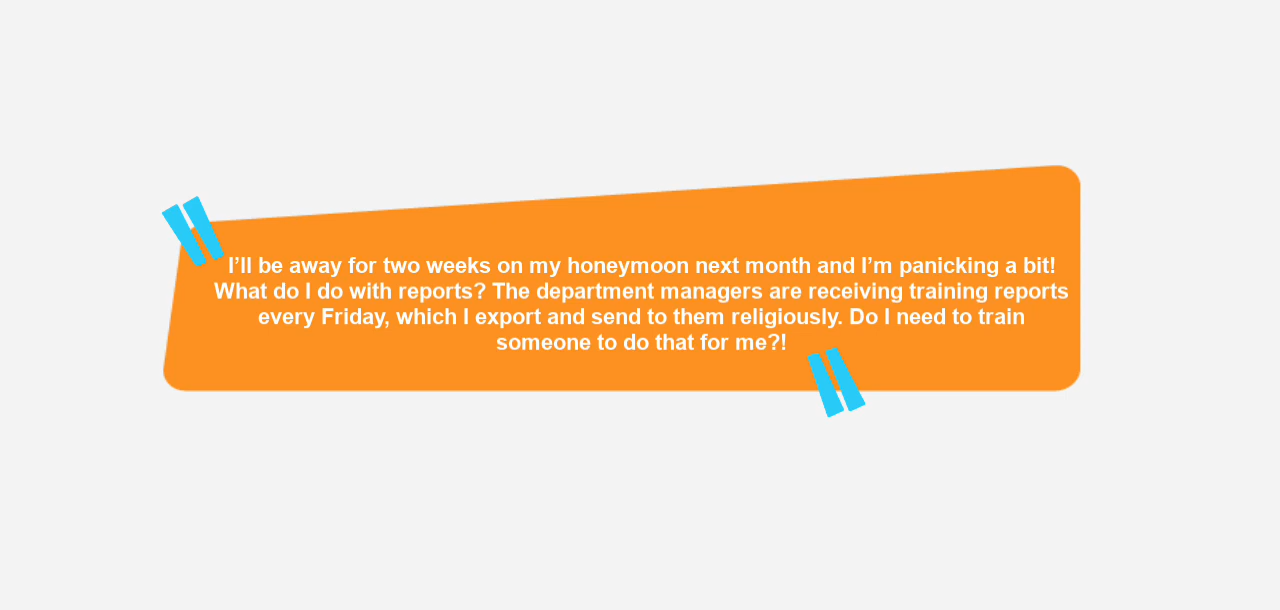 I’ll be away for two weeks on my honeymoon next month and I’m panicking a bit!
What do I do with reports? The department managers are receiving training reports
every Friday, which I export and send to them religiously. Do I need to train
someone to do that for me?!